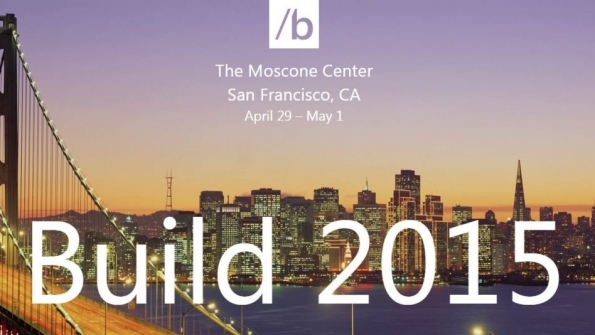 /b
The Moscone Center
San Francisco, CA
April 29 – May 1
Build 2015